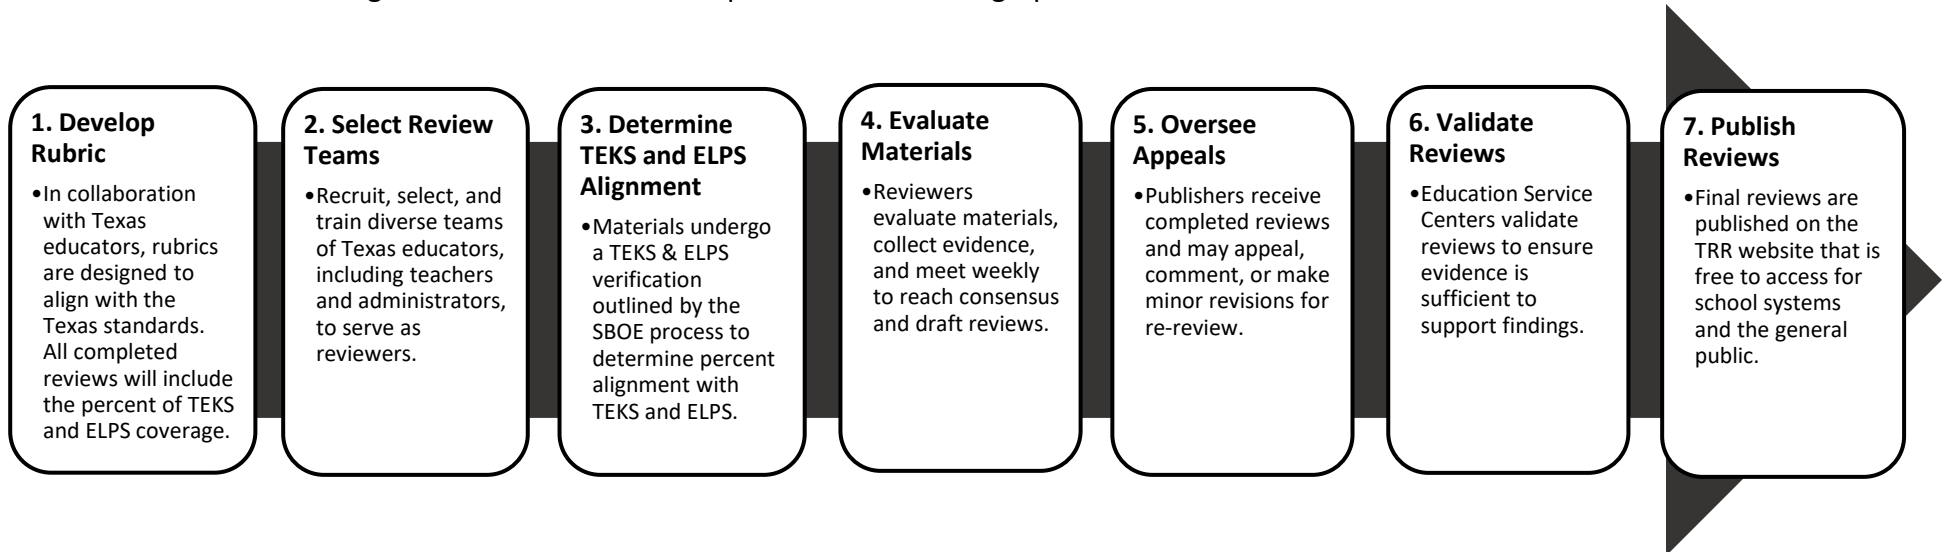 1. Develop
Rubric
•In collaboration
with Texas
educators, rubrics
are designed to
align with the
Texas standards.
All completed
reviews will include
the percent of TEKS
and ELPS coverage.
2. Select Review
Teams
•Recruit, select, and
train diverse teams
of Texas educators,
including teachers
and administrators,
to serve as
reviewers.
3. Determine
TEKS and ELPS
Alignment
•Materials undergo
a TEKS & ELPS
verification
outlined by the
SBOE process to
determine percent
alignment with
TEKS and ELPS.
4. Evaluate
Materials
•Reviewers
evaluate materials,
collect evidence,
and meet weekly
to reach consensus
and draft reviews.
5. Oversee
Appeals
•Publishers receive
completed reviews
and may appeal,
comment, or make
minor revisions for
re-review.
6. Validate
Reviews
•Education Service
Centers validate
reviews to ensure
evidence is
sufficient to
support findings.
7. Publish
Reviews
•Final reviews are
published on the
TRR website that is
free to access for
school systems
and the general
public.